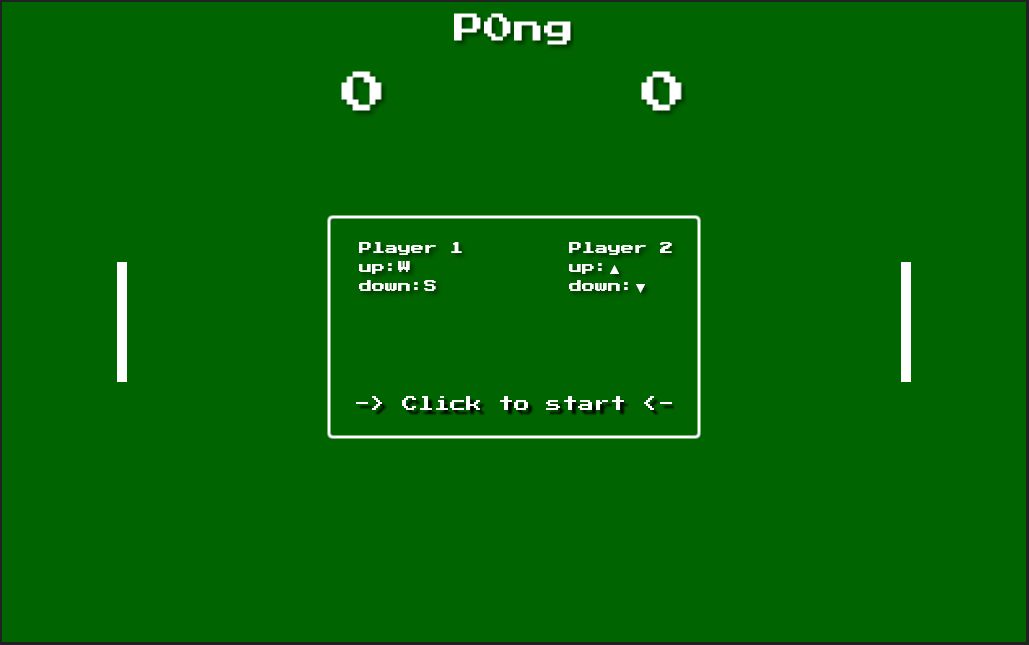 P0ng
0 0
Player 1 Player 2
up:W up:▲
down:S down:▼
-> Click to start <-